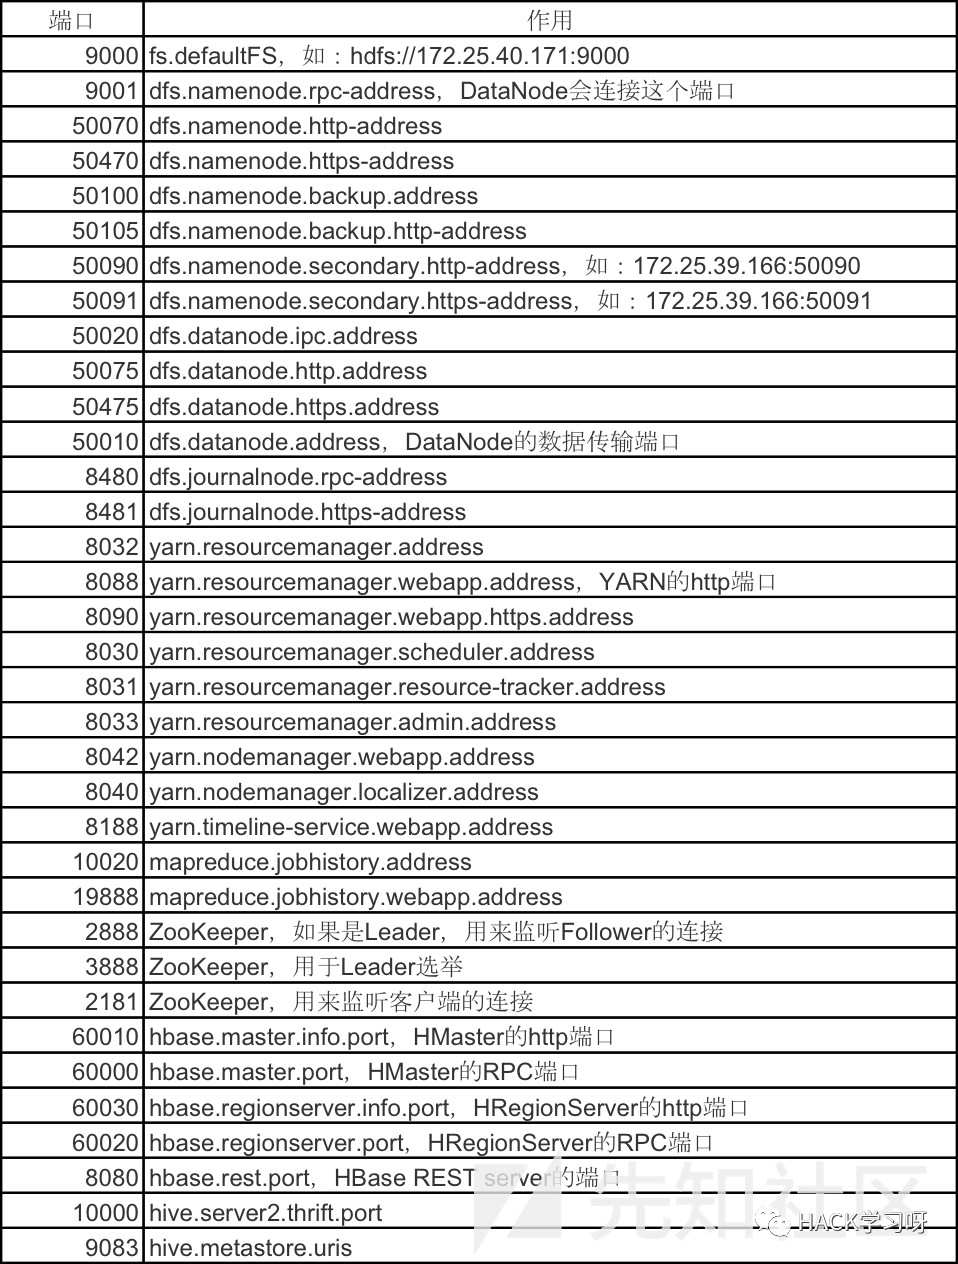 端口 作用
9000 fs.defaultFS，如：hdfs://172.25.40.171:9000
9001 dfs.namenode.rpc-address，DataNode会连接这个端口
50070 dfs.namenode.http-address
50470 dfs.namenode.https-address
50100 dfs.namenode.backup.address
50105 dfs.namenode.backup.http-address
50090 dfs.namenode.secondary.http-address，如：172.25.39.166:50090
50091 dfs.namenode.secondary.https-address，如：172.25.39.166:50091
50020 dfs.datanode.ipc.address
50075 dfs.datanode.http.address
50475 dfs.datanode.https.address
50010 dfs.datanode.address，DataNode的数据传输端口
8480 dfs.journalnode.rpc-address
8481 dfs.journalnode.https-address
8032 yarn.resourcemanager.address
8088 yarn.resourcemanager.webapp.address，YARN的http端口
8090 yarn.resourcemanager.webapp.https.address
8030 yarn.resourcemanager.scheduler.address
8031 yarn.resourcemanager.resource-tracker.address
8033 yarn.resourcemanager.admin.address
8042 yarn.nodemanager.webapp.address
8040 yarn.nodemanager.localizer.address
8188 yarn.timeline-service.webapp.address
10020 mapreduce.jobhistory.address
19888 mapreduce.jobhistory.webapp.address
2888 ZooKeeper，如果是Leader，用来监听Follower的连接
3888 ZooKeeper，用于Leader选举
2181 ZooKeeper，用来监听客户端的连接
60010 hbase.master.info.port，HMaster的http端口
60000 hbase.master.port，HMaster的RPC端口
60030 hbase.regionserver.info.port，HRegionServer的http端口
60020 hbase.regionserver.port，HRegionServer的RPC端口
8080 hbase.rest.port，HBase REST server的端口
10000 hive.server2.thrift.port
9083 hive.metastore.uris
先知社区
HACK学习呀